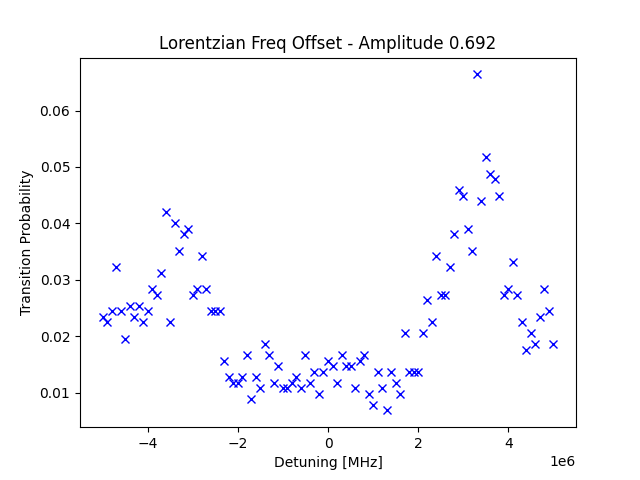 Lorentzian Freq Offset - Amplitude 0.692
Transition Probability
0.06
0.05
0.04
0.03
0.02
0.01
−4
−2
0
2
4
1e6
Detuning [MHz]